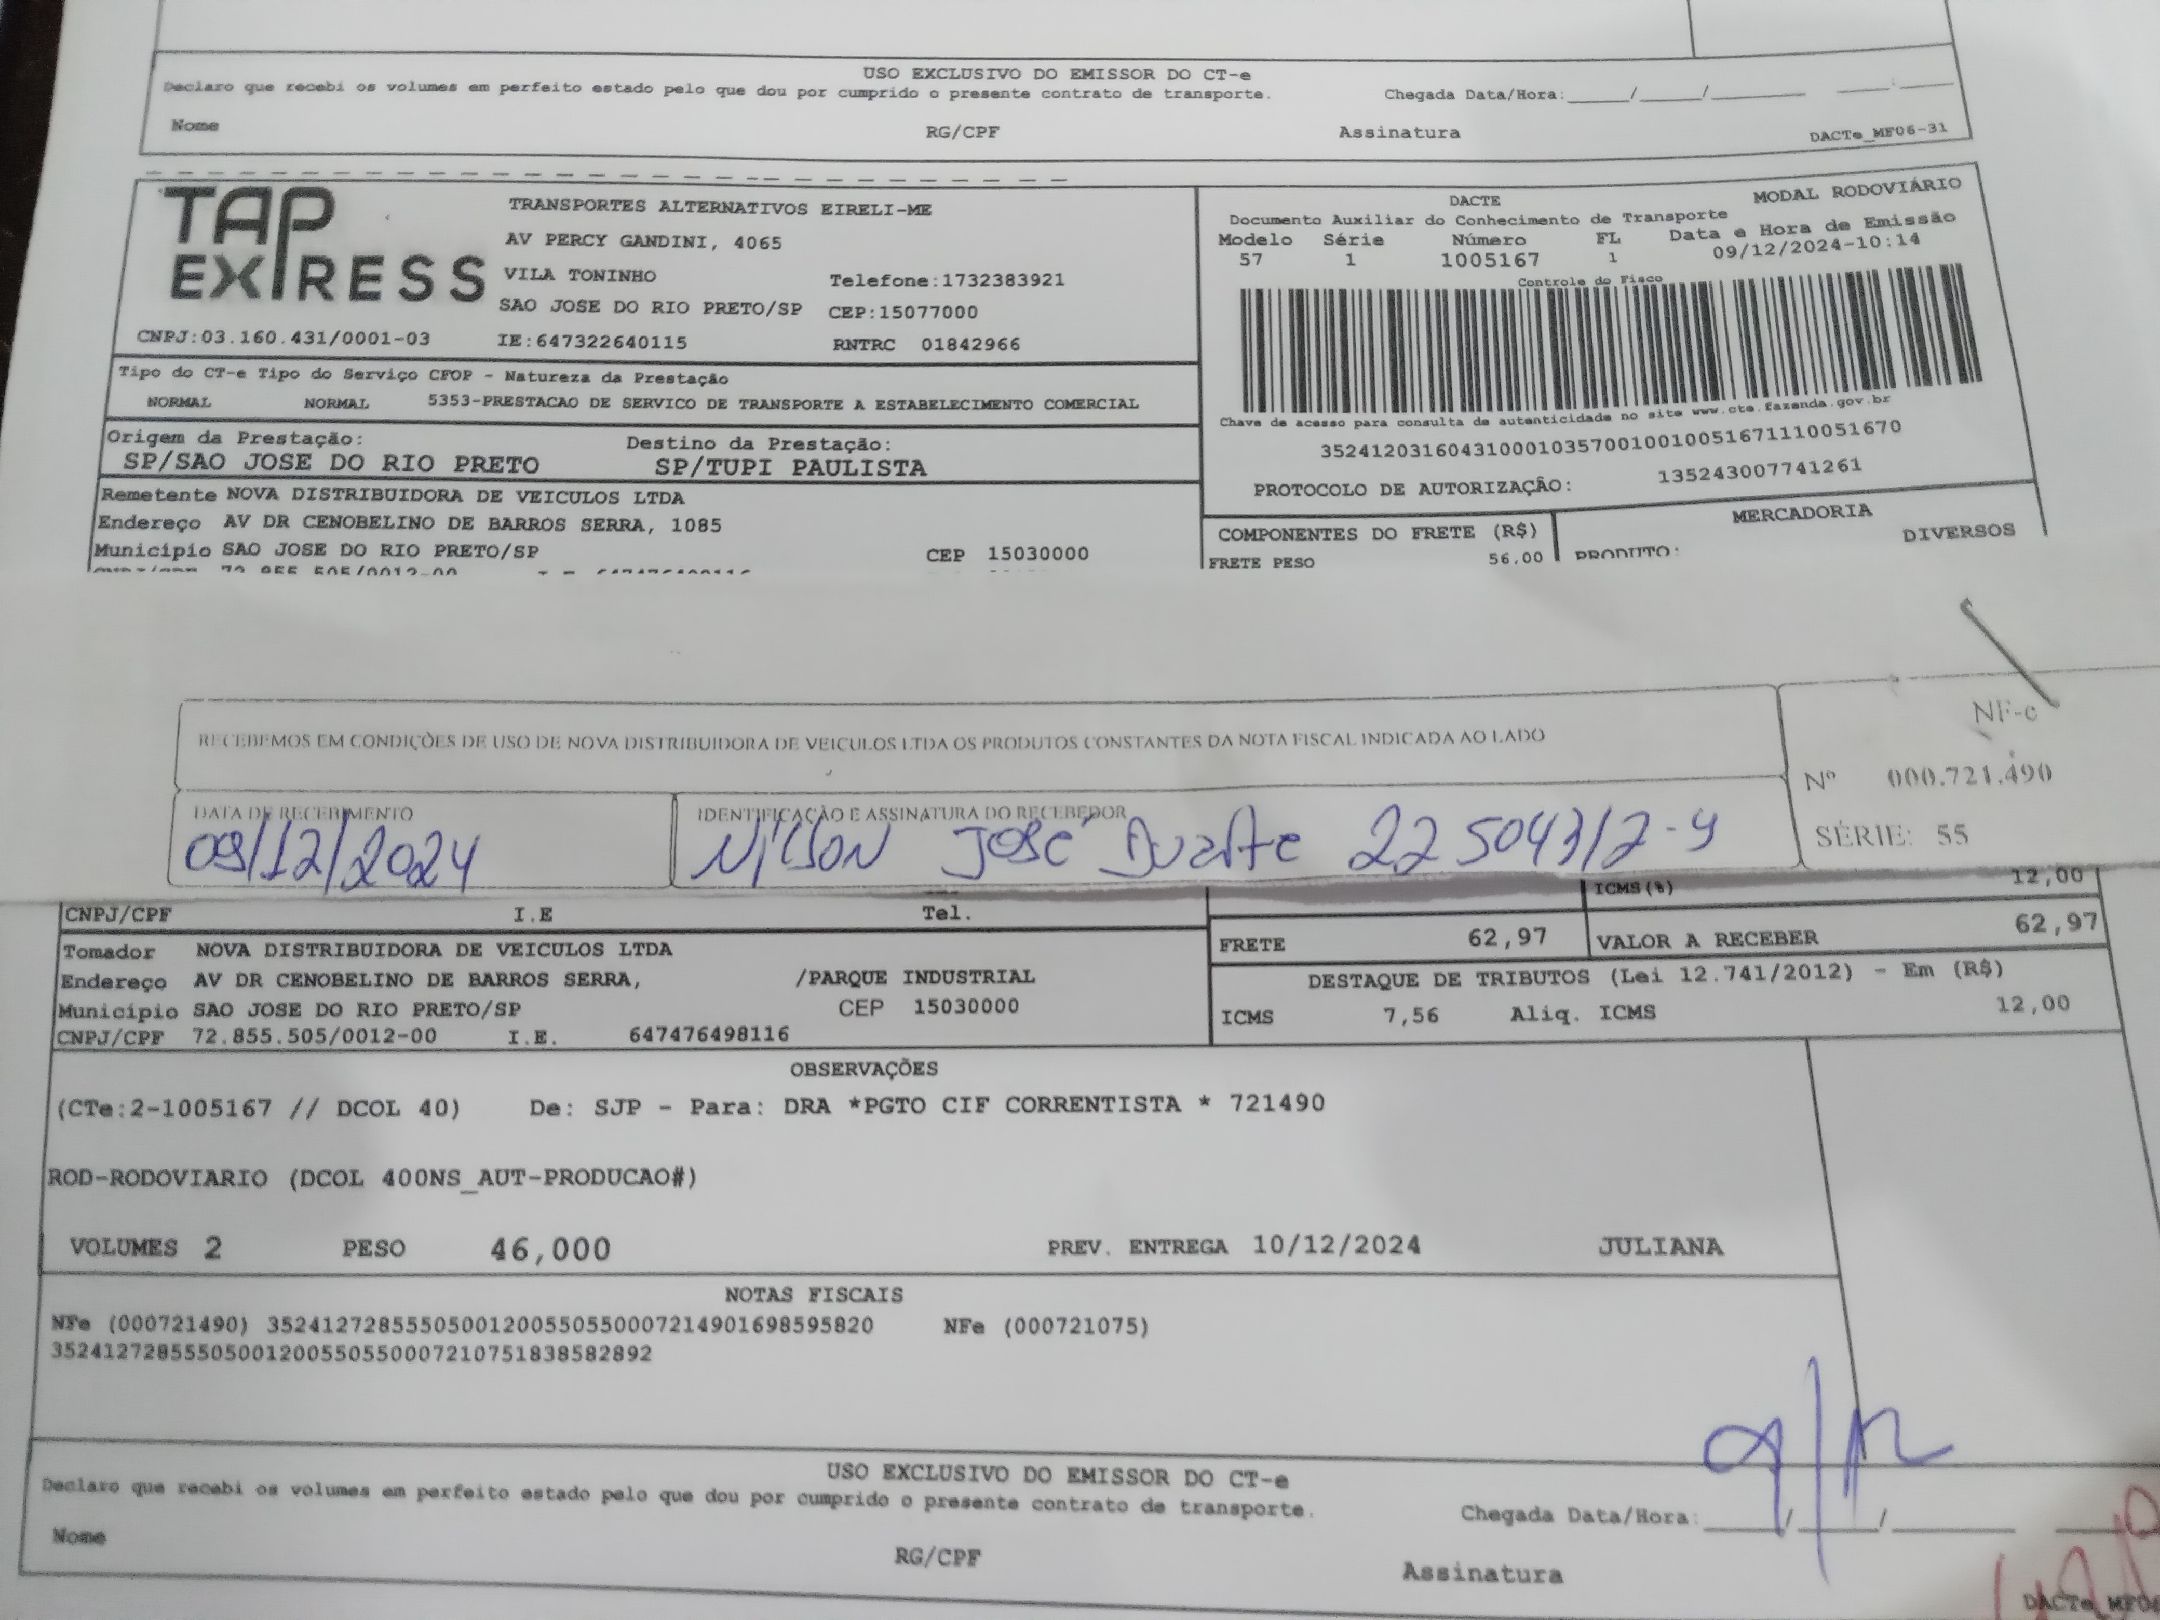 USO EXCLUSIVO DO EMISSOR DO CT-e
Declaro que recebi os volumes em perfeito estado pelo que dou por cumprido o presente contrato de transporte. Chegada Data/Hora:____/____/______ ____:____
Nome RG/CPF Assinatura DACTe_MF06-31
TAP EXPRESS
TRANSPORTES ALTERNATIVOS EIRELI-ME
AV PERCY GANDINI, 4065
VILA TONINHO Telefone:1732383921
SAO JOSE DO RIO PRETO/SP CEP:15077000
CNPJ:03.160.431/0001-03 IE:647322640115 RNTRC 01842966
DACTE MODAL RODOVIÁRIO
Documento Auxiliar do Conhecimento de Transporte
Modelo Série Número FL Data e Hora de Emissão
57 1 1005167 1 09/12/2024-10:14
Controle do Fisco
Chave de acesso para consulta de autenticidade no site www.cte.fazenda.gov.br
35241203160431000103570010010051671110051670
PROTOCOLO DE AUTORIZAÇÃO: 135243007741261
Tipo do CT-e Tipo do Serviço CFOP - Natureza da Prestação
NORMAL NORMAL 5353-PRESTACAO DE SERVICO DE TRANSPORTE A ESTABELECIMENTO COMERCIAL
Origem da Prestação: Destino da Prestação:
SP/SAO JOSE DO RIO PRETO SP/TUPI PAULISTA
Remetente NOVA DISTRIBUIDORA DE VEICULOS LTDA
Endereço AV DR CENOBELINO DE BARROS SERRA, 1085
Município SAO JOSE DO RIO PRETO/SP CEP 15030000
COMPONENTES DO FRETE (R$) MERCADORIA
FRETE PESO 56,00 PRODUTO: DIVERSOS
RECEBEMOS EM CONDIÇÕES DE USO DE NOVA DISTRIBUIDORA DE VEICULOS LTDA OS PRODUTOS CONSTANTES DA NOTA FISCAL INDICADA AO LADO
NF-e
Nº 000.721.490
SÉRIE: 55
DATA DE RECEBIMENTO IDENTIFICAÇÃO E ASSINATURA DO RECEBEDOR
09/12/2024 Nilson José Duarte 22504312-9
ICMS(%) 12,00
CNPJ/CPF I.E Tel.
FRETE 62,97 VALOR A RECEBER 62,97
Tomador NOVA DISTRIBUIDORA DE VEICULOS LTDA
Endereço AV DR CENOBELINO DE BARROS SERRA, /PARQUE INDUSTRIAL
Município SAO JOSE DO RIO PRETO/SP CEP 15030000
CNPJ/CPF 72.855.505/0012-00 I.E. 647476498116
DESTAQUE DE TRIBUTOS (Lei 12.741/2012) - Em (R$)
ICMS 7,56 Aliq. ICMS 12,00
OBSERVAÇÕES
(CTe:2-1005167 // DCOL 40) De: SJP - Para: DRA *PGTO CIF CORRENTISTA * 721490
ROD-RODOVIARIO (DCOL 400NS_AUT-PRODUCAO#)
VOLUMES 2 PESO 46,000 PREV. ENTREGA 10/12/2024 JULIANA
NOTAS FISCAIS
NFe (000721490) 35241272855505001200550550007214901698595820 NFe (000721075)
35241272855505001200550550007210751838582892
USO EXCLUSIVO DO EMISSOR DO CT-e
Declaro que recebi os volumes em perfeito estado pelo que dou por cumprido o presente contrato de transporte. Chegada Data/Hora:____/____/______
Nome RG/CPF Assinatura